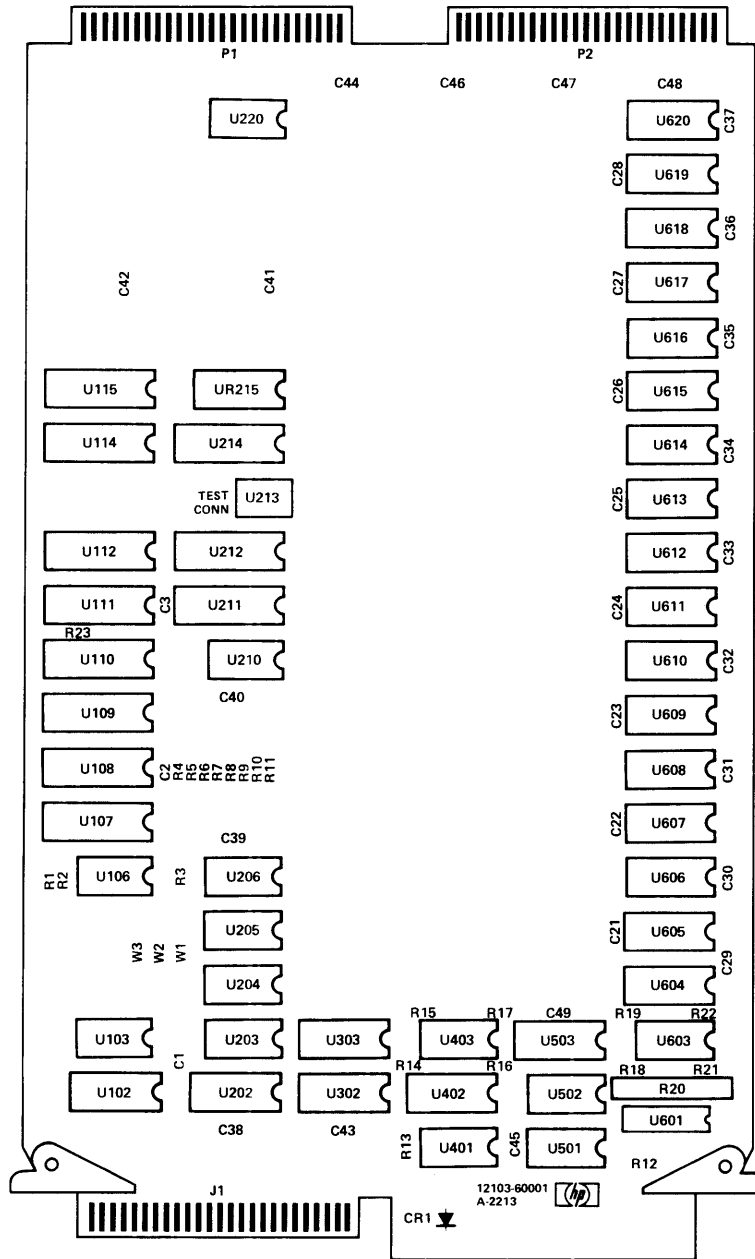 P1 P2
C44 C46 C47 C48
U220 U620 C37
C28 U619
U618 C36
C42 C41 C27 U617
U616 C35
U115 UR215 C26 U615
U114 U214 U614 C34
TEST CONN U213 C25 U613
U112 U212 U612 C33
U111 C3 U211 C24 U611
R23
U110 U210 U610 C32
C40
U109 C23 U609
U108 C2 R4 R5 R6 R7 R8 R9 R10 R11 U608 C31
U107 C22 U607
C39
R1 R2 U106 R3 U206 U606 C30
U205 C21 U605
W3 W2 W1 C29
U204 U604
R15 R17 C49 R19 R22
U103 U203 U303 U403 U503 U603
C1 R14 R16 R18 R21
U102 U202 U302 U402 U502 R20
U601
C38 C43
R13 U401 C45 U501
R12
J1 12103-60001 hp
A-2213
CR1